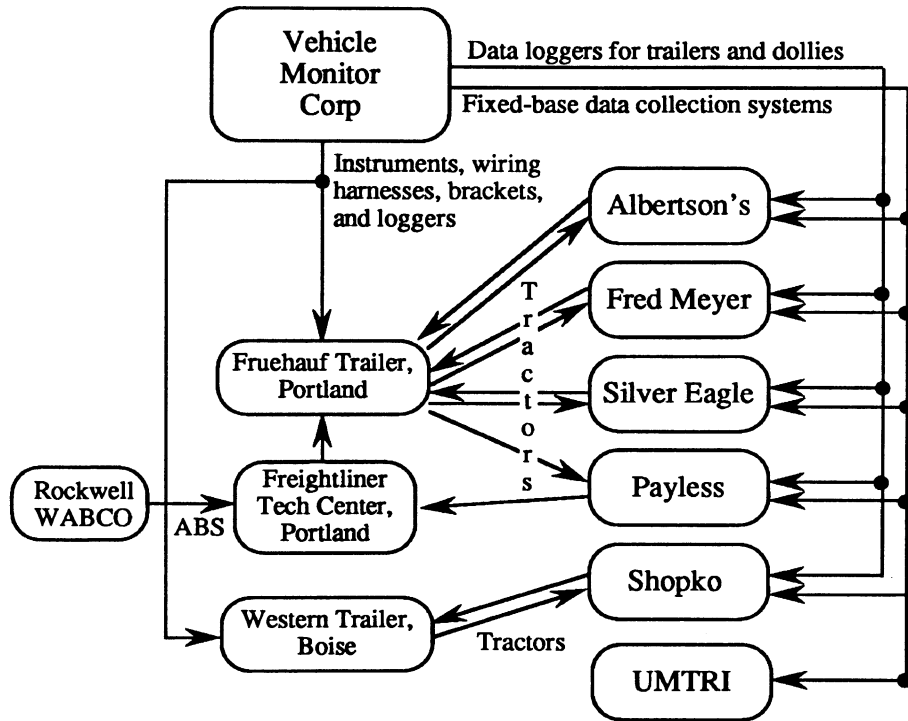 Vehicle
Monitor
Corp
Data loggers for trailers and dollies
Fixed-base data collection systems
Instruments, wiring
harnesses, brackets,
and loggers
Albertson's
Fred Meyer
Tractors
Fruehauf Trailer,
Portland
Silver Eagle
Freightliner
Tech Center,
Portland
Payless
Rockwell
WABCO
ABS
Shopko
Western Trailer,
Boise
Tractors
UMTRI